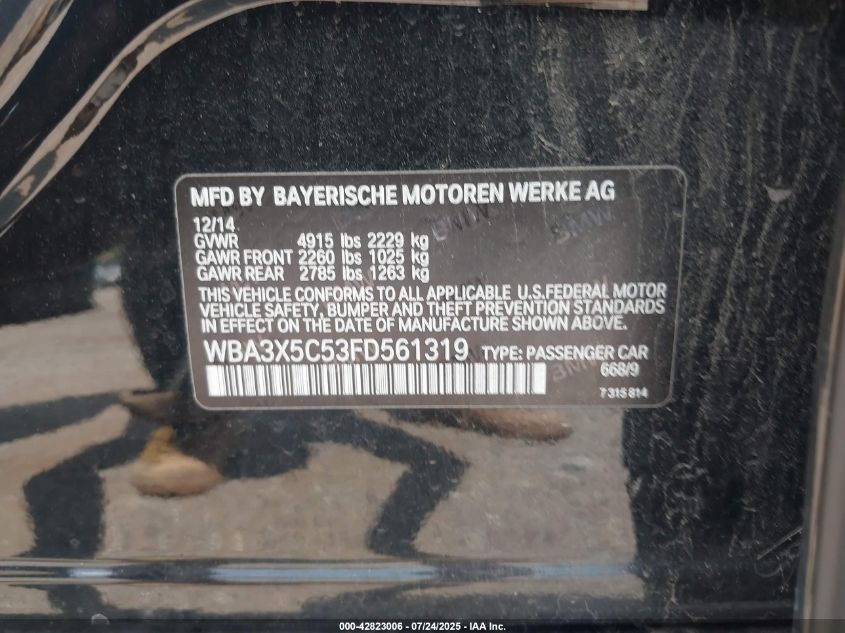 MFD BY BAYERISCHE MOTOREN WERKE AG
12/14
GVWR 4915 lbs 2229 kg
GAWR FRONT 2260 lbs 1025 kg
GAWR REAR 2785 lbs 1263 kg
THIS VEHICLE CONFORMS TO ALL APPLICABLE U.S.FEDERAL MOTOR
VEHICLE SAFETY, BUMPER AND THEFT PREVENTION STANDARDS
IN EFFECT ON THE DATE OF MANUFACTURE SHOWN ABOVE.
WBA3X5C53FD561319 TYPE: PASSENGER CAR
668/9
7315814
000-42823006 - 07/24/2025 - IAA Inc.